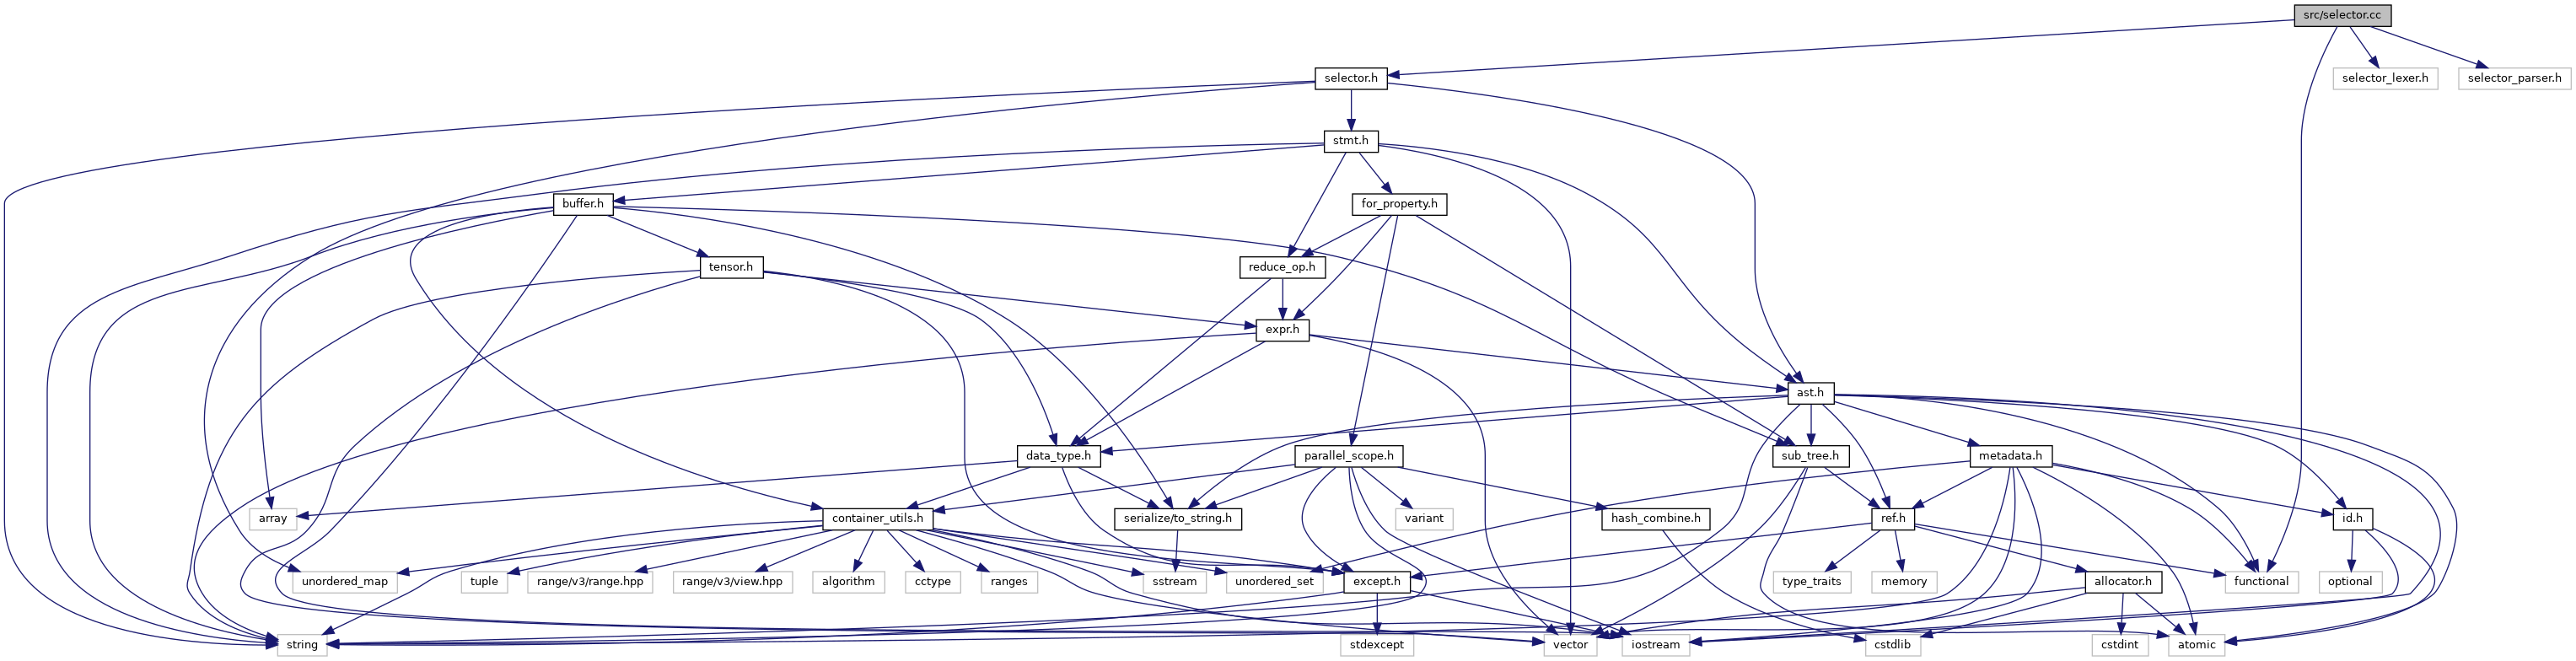 src/selector.cc
selector.h
selector_lexer.h
selector_parser.h
stmt.h
buffer.h
for_property.h
tensor.h
reduce_op.h
expr.h
ast.h
data_type.h
parallel_scope.h
sub_tree.h
metadata.h
array
container_utils.h
serialize/to_string.h
variant
hash_combine.h
ref.h
id.h
unordered_map
tuple
range/v3/range.hpp
range/v3/view.hpp
algorithm
cctype
ranges
sstream
unordered_set
except.h
type_traits
memory
allocator.h
functional
optional
string
stdexcept
vector
iostream
cstdlib
cstdint
atomic